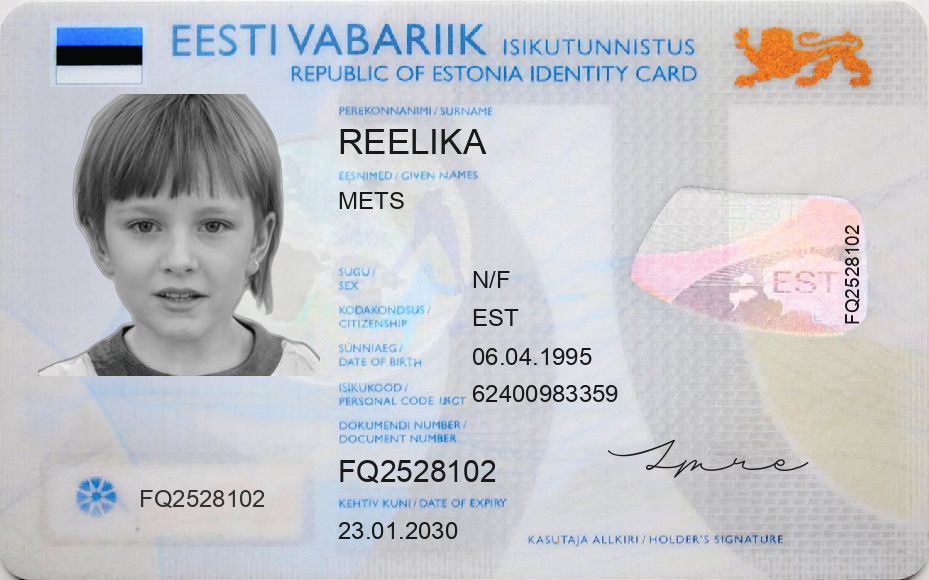 EESTI VABARIIK ISIKUTUNNISTUS
REPUBLIC OF ESTONIA IDENTITY CARD
PEREKONNANIMI / SURNAME
REELIKA
EESNIMED / GIVEN NAMES
METS
SUGU /
SEX
N/F
KODAKONDSUS /
CITIZENSHIP
EST
SÜNNIAEG /
DATE OF BIRTH
06.04.1995
ISIKUKOOD /
PERSONAL CODE
62400983359
DOKUMENDI NUMBER /
DOCUMENT NUMBER
FQ2528102
KEHTIV KUNI / DATE OF EXPIRY
23.01.2030
FQ2528102
EST
FQ2528102
KASUTAJA ALLKIRI / HOLDER'S SIGNATURE